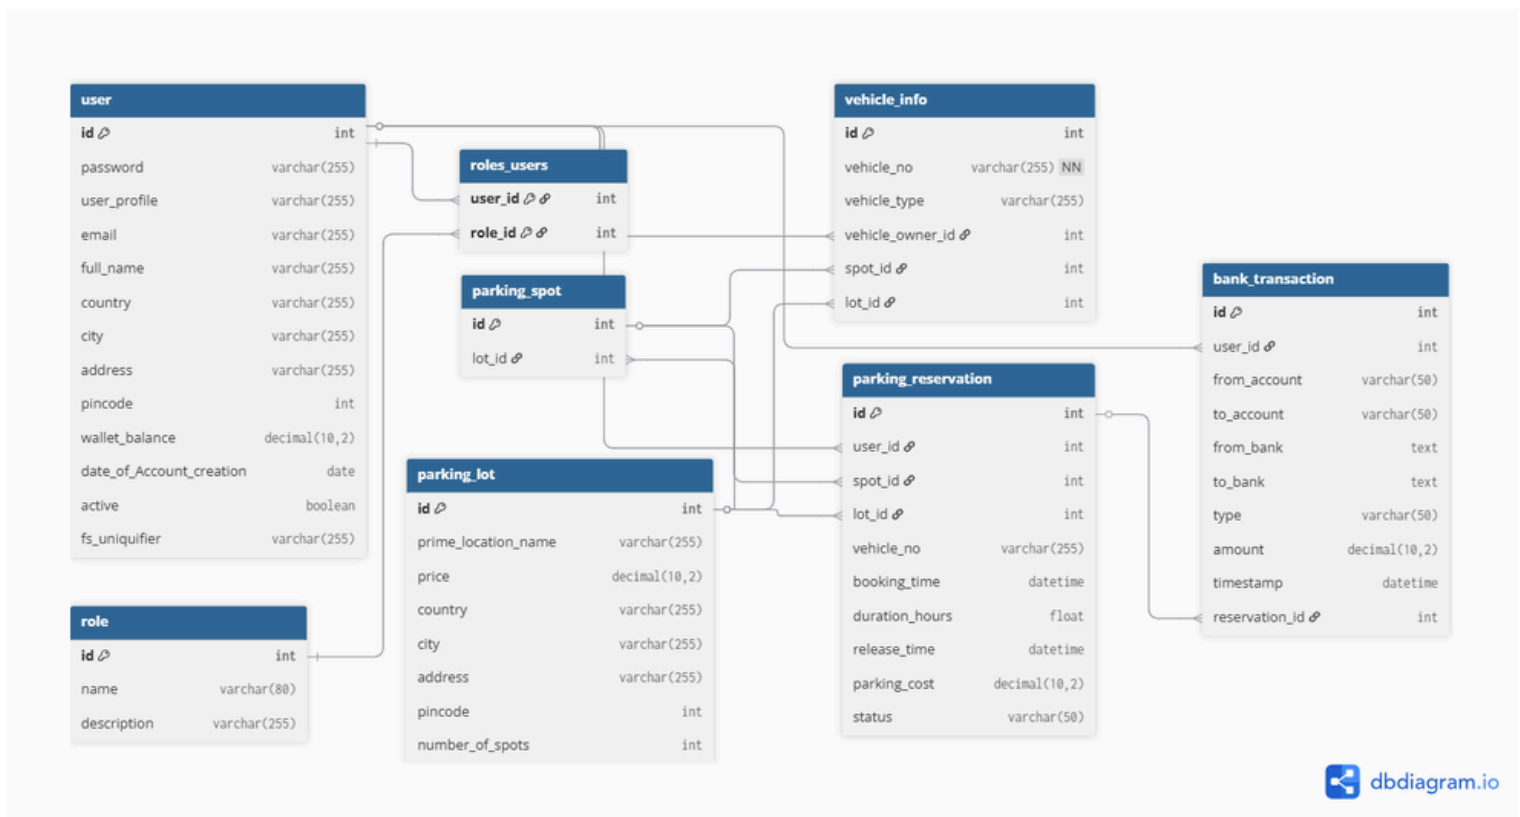 user
id int
password varchar(255)
user_profile varchar(255)
email varchar(255)
full_name varchar(255)
country varchar(255)
city varchar(255)
address varchar(255)
pincode int
wallet_balance decimal(10,2)
date_of_Account_creation date
active boolean
fs_uniquifier varchar(255)
role
id int
name varchar(80)
description varchar(255)
roles_users
user_id int
role_id int
parking_spot
id int
lot_id int
parking_lot
id int
prime_location_name varchar(255)
price decimal(10,2)
country varchar(255)
city varchar(255)
address varchar(255)
pincode int
number_of_spots int
vehicle_info
id int
vehicle_no varchar(255) NN
vehicle_type varchar(255)
vehicle_owner_id int
spot_id int
lot_id int
parking_reservation
id int
user_id int
spot_id int
lot_id int
vehicle_no varchar(255)
booking_time datetime
duration_hours float
release_time datetime
parking_cost decimal(10,2)
status varchar(50)
bank_transaction
id int
user_id int
from_account varchar(50)
to_account varchar(50)
from_bank text
to_bank text
type varchar(50)
amount decimal(10,2)
timestamp datetime
reservation_id int
dbdiagram.io